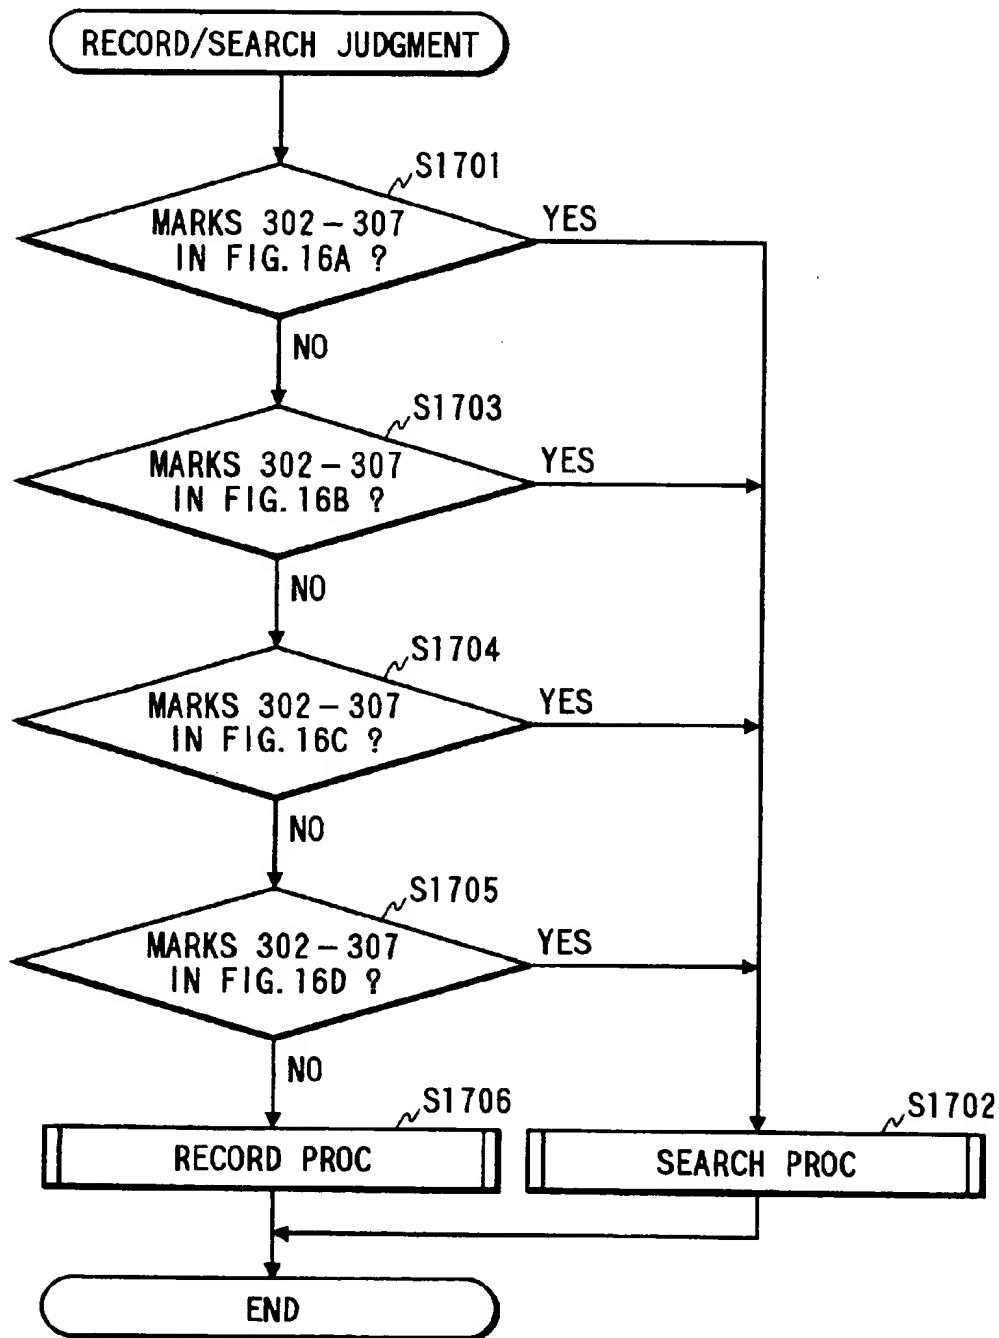 RECORD/SEARCH JUDGMENT
S1701
MARKS 302-307
IN FIG. 16A ?
YES
NO
S1703
MARKS 302-307
IN FIG. 16B ?
YES
NO
S1704
MARKS 302-307
IN FIG. 16C ?
YES
NO
S1705
MARKS 302-307
IN FIG. 16D ?
YES
NO
S1706
RECORD PROC
S1702
SEARCH PROC
END